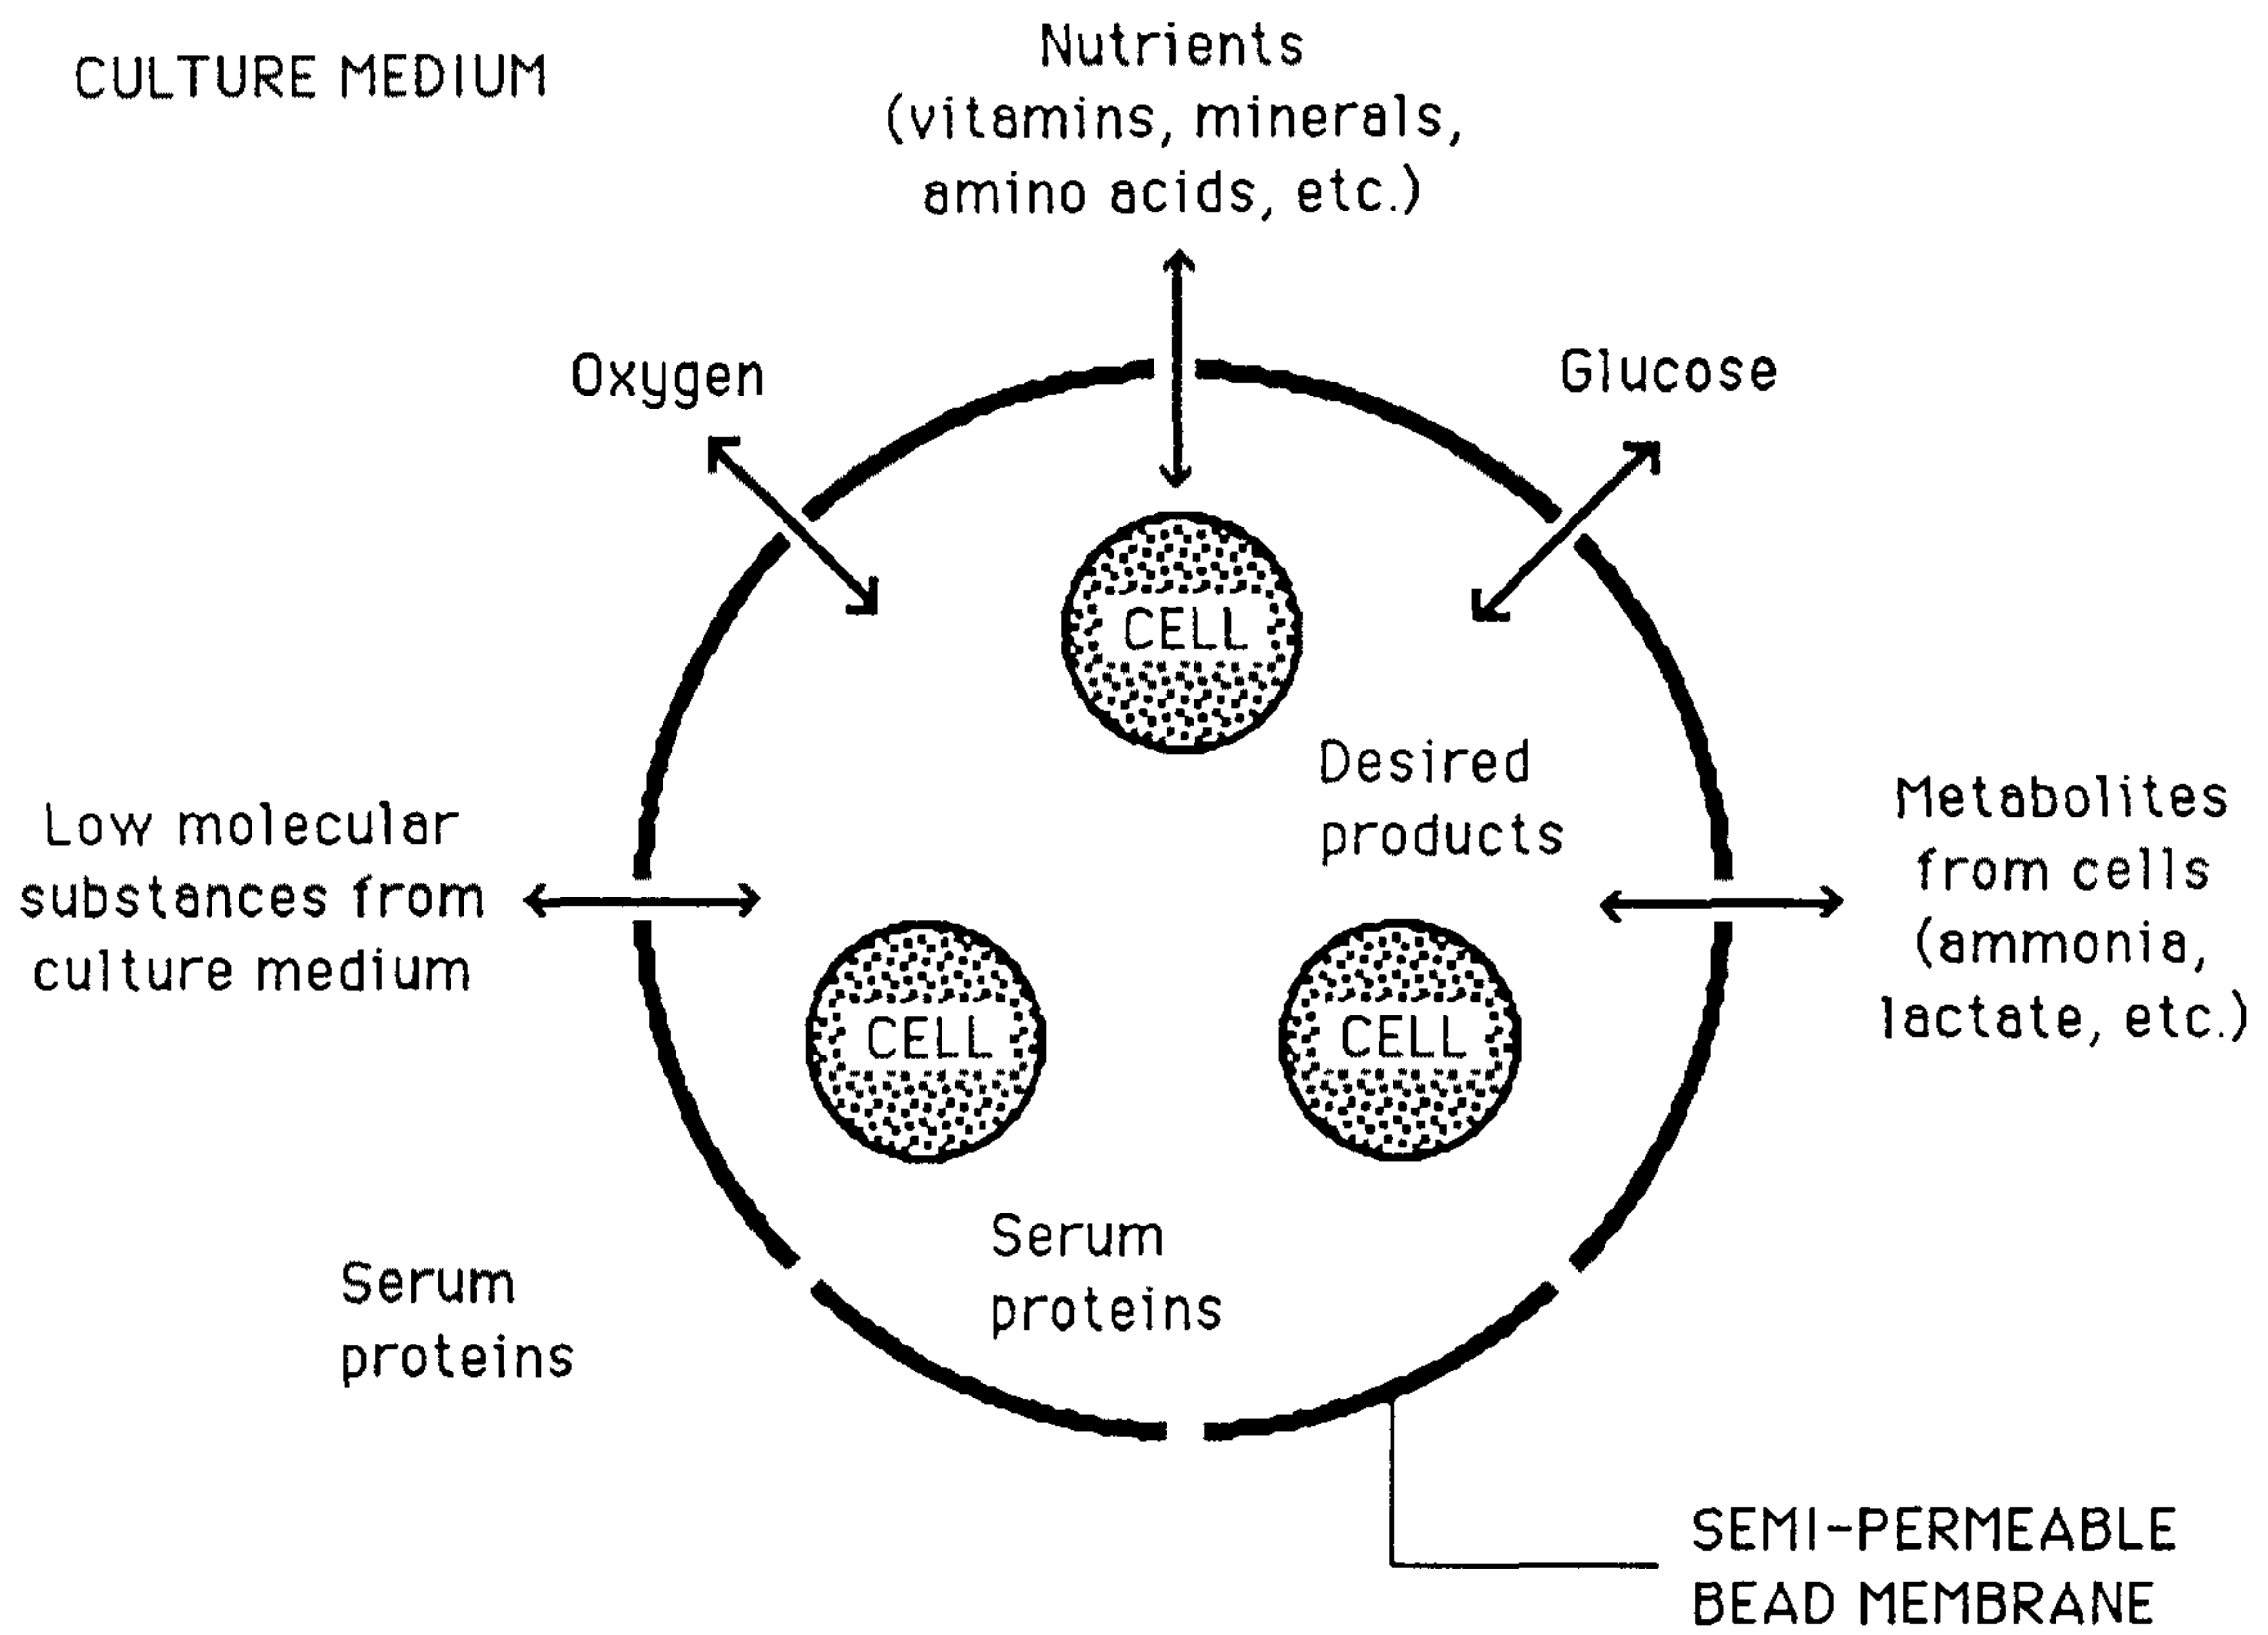 CULTURE MEDIUM
Nutrients
(vitamins, minerals,
amino acids, etc.)
Oxygen
Glucose
CELL
Desired
products
Low molecular
substances from
culture medium
Metabolites
from cells
(ammonia,
lactate, etc.)
CELL
CELL
Serum
proteins
Serum
proteins
SEMI-PERMEABLE
BEAD MEMBRANE